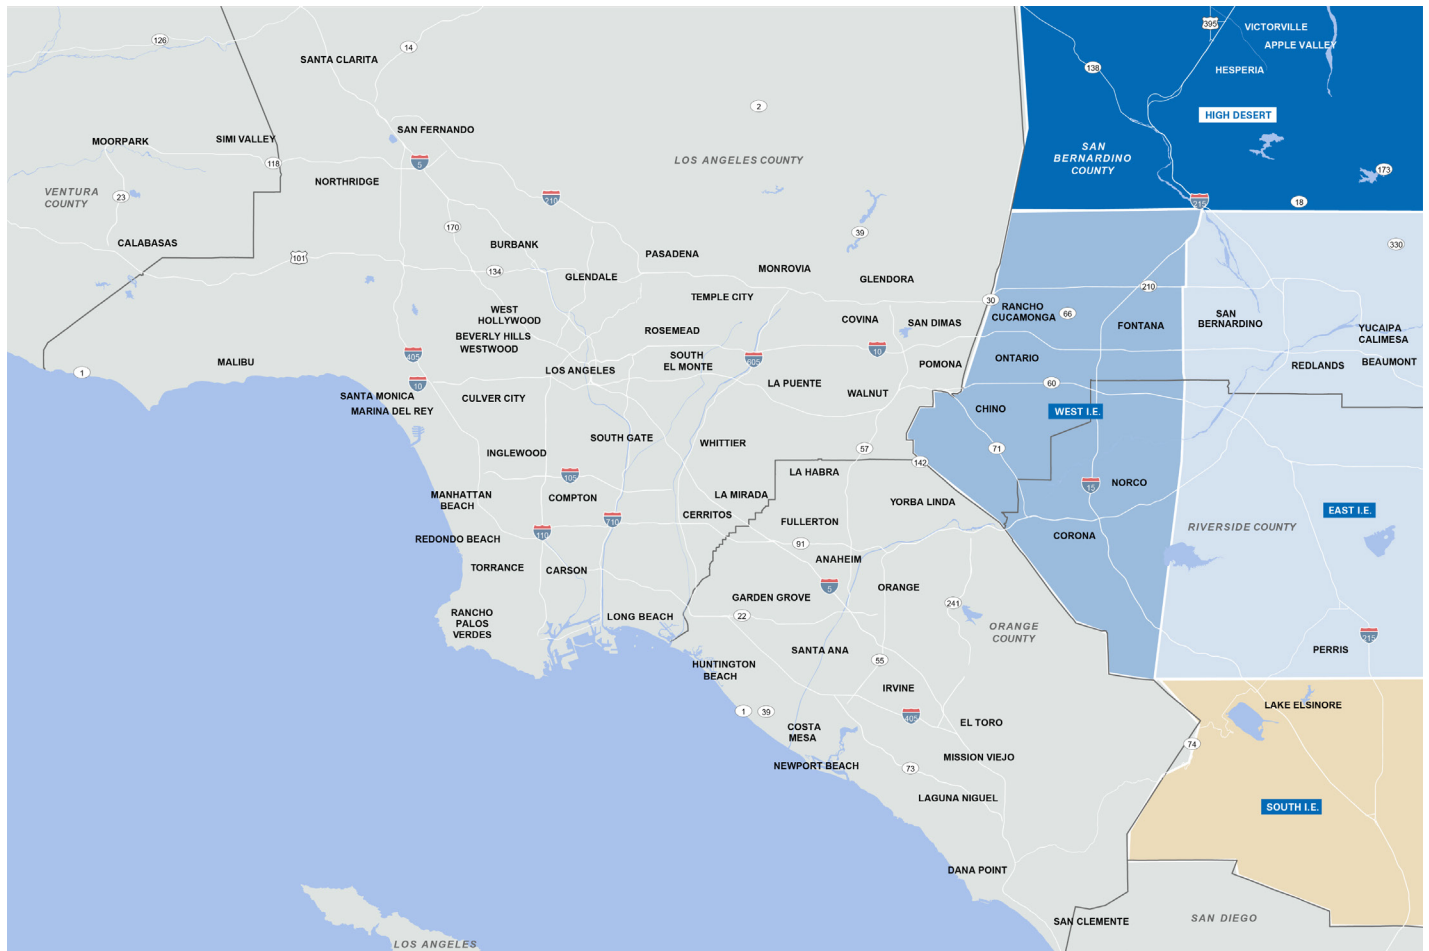 395
VICTORVILLE
126
APPLE VALLEY
14
SANTA CLARITA
138
HESPERIA
2
HIGH DESERT
SAN FERNANDO
MOORPARK
SIMI VALLEY
SAN
BERNARDINO
COUNTY
LOS ANGELES COUNTY
118
5
173
NORTHRIDGE
VENTURA
COUNTY
23
210
215
18
170
39
CALABASAS
BURBANK
330
PASADENA
101
134
MONROVIA
GLENDALE
GLENDORA
210
TEMPLE CITY
30
RANCHO
CUCAMONGA
66
WEST
HOLLYWOOD
COVINA
SAN DIMAS
FONTANA
SAN
BERNARDINO
ROSEMEAD
YUCAIPA
CALIMESA
BEVERLY HILLS
WESTWOOD
405
10
SOUTH
EL MONTE
605
ONTARIO
MALIBU
POMONA
REDLANDS
BEAUMONT
1
LOS ANGELES
10
LA PUENTE
60
SANTA MONICA
CULVER CITY
WALNUT
MARINA DEL REY
CHINO
WEST I.E.
SOUTH GATE
WHITTIER
57
71
INGLEWOOD
142
105
LA HABRA
MANHATTAN
BEACH
COMPTON
LA MIRADA
15
NORCO
YORBA LINDA
CERRITOS
710
FULLERTON
EAST I.E.
RIVERSIDE COUNTY
110
REDONDO BEACH
91
CORONA
ANAHEIM
TORRANCE
CARSON
5
ORANGE
GARDEN GROVE
241
RANCHO
PALOS
VERDES
LONG BEACH
22
ORANGE
COUNTY
215
SANTA ANA
55
PERRIS
HUNTINGTON
BEACH
IRVINE
LAKE ELSINORE
1
39
405
EL TORO
COSTA
MESA
74
NEWPORT BEACH
73
MISSION VIEJO
LAGUNA NIGUEL
SOUTH I.E.
DANA POINT
SAN CLEMENTE
SAN DIEGO
LOS ANGELES